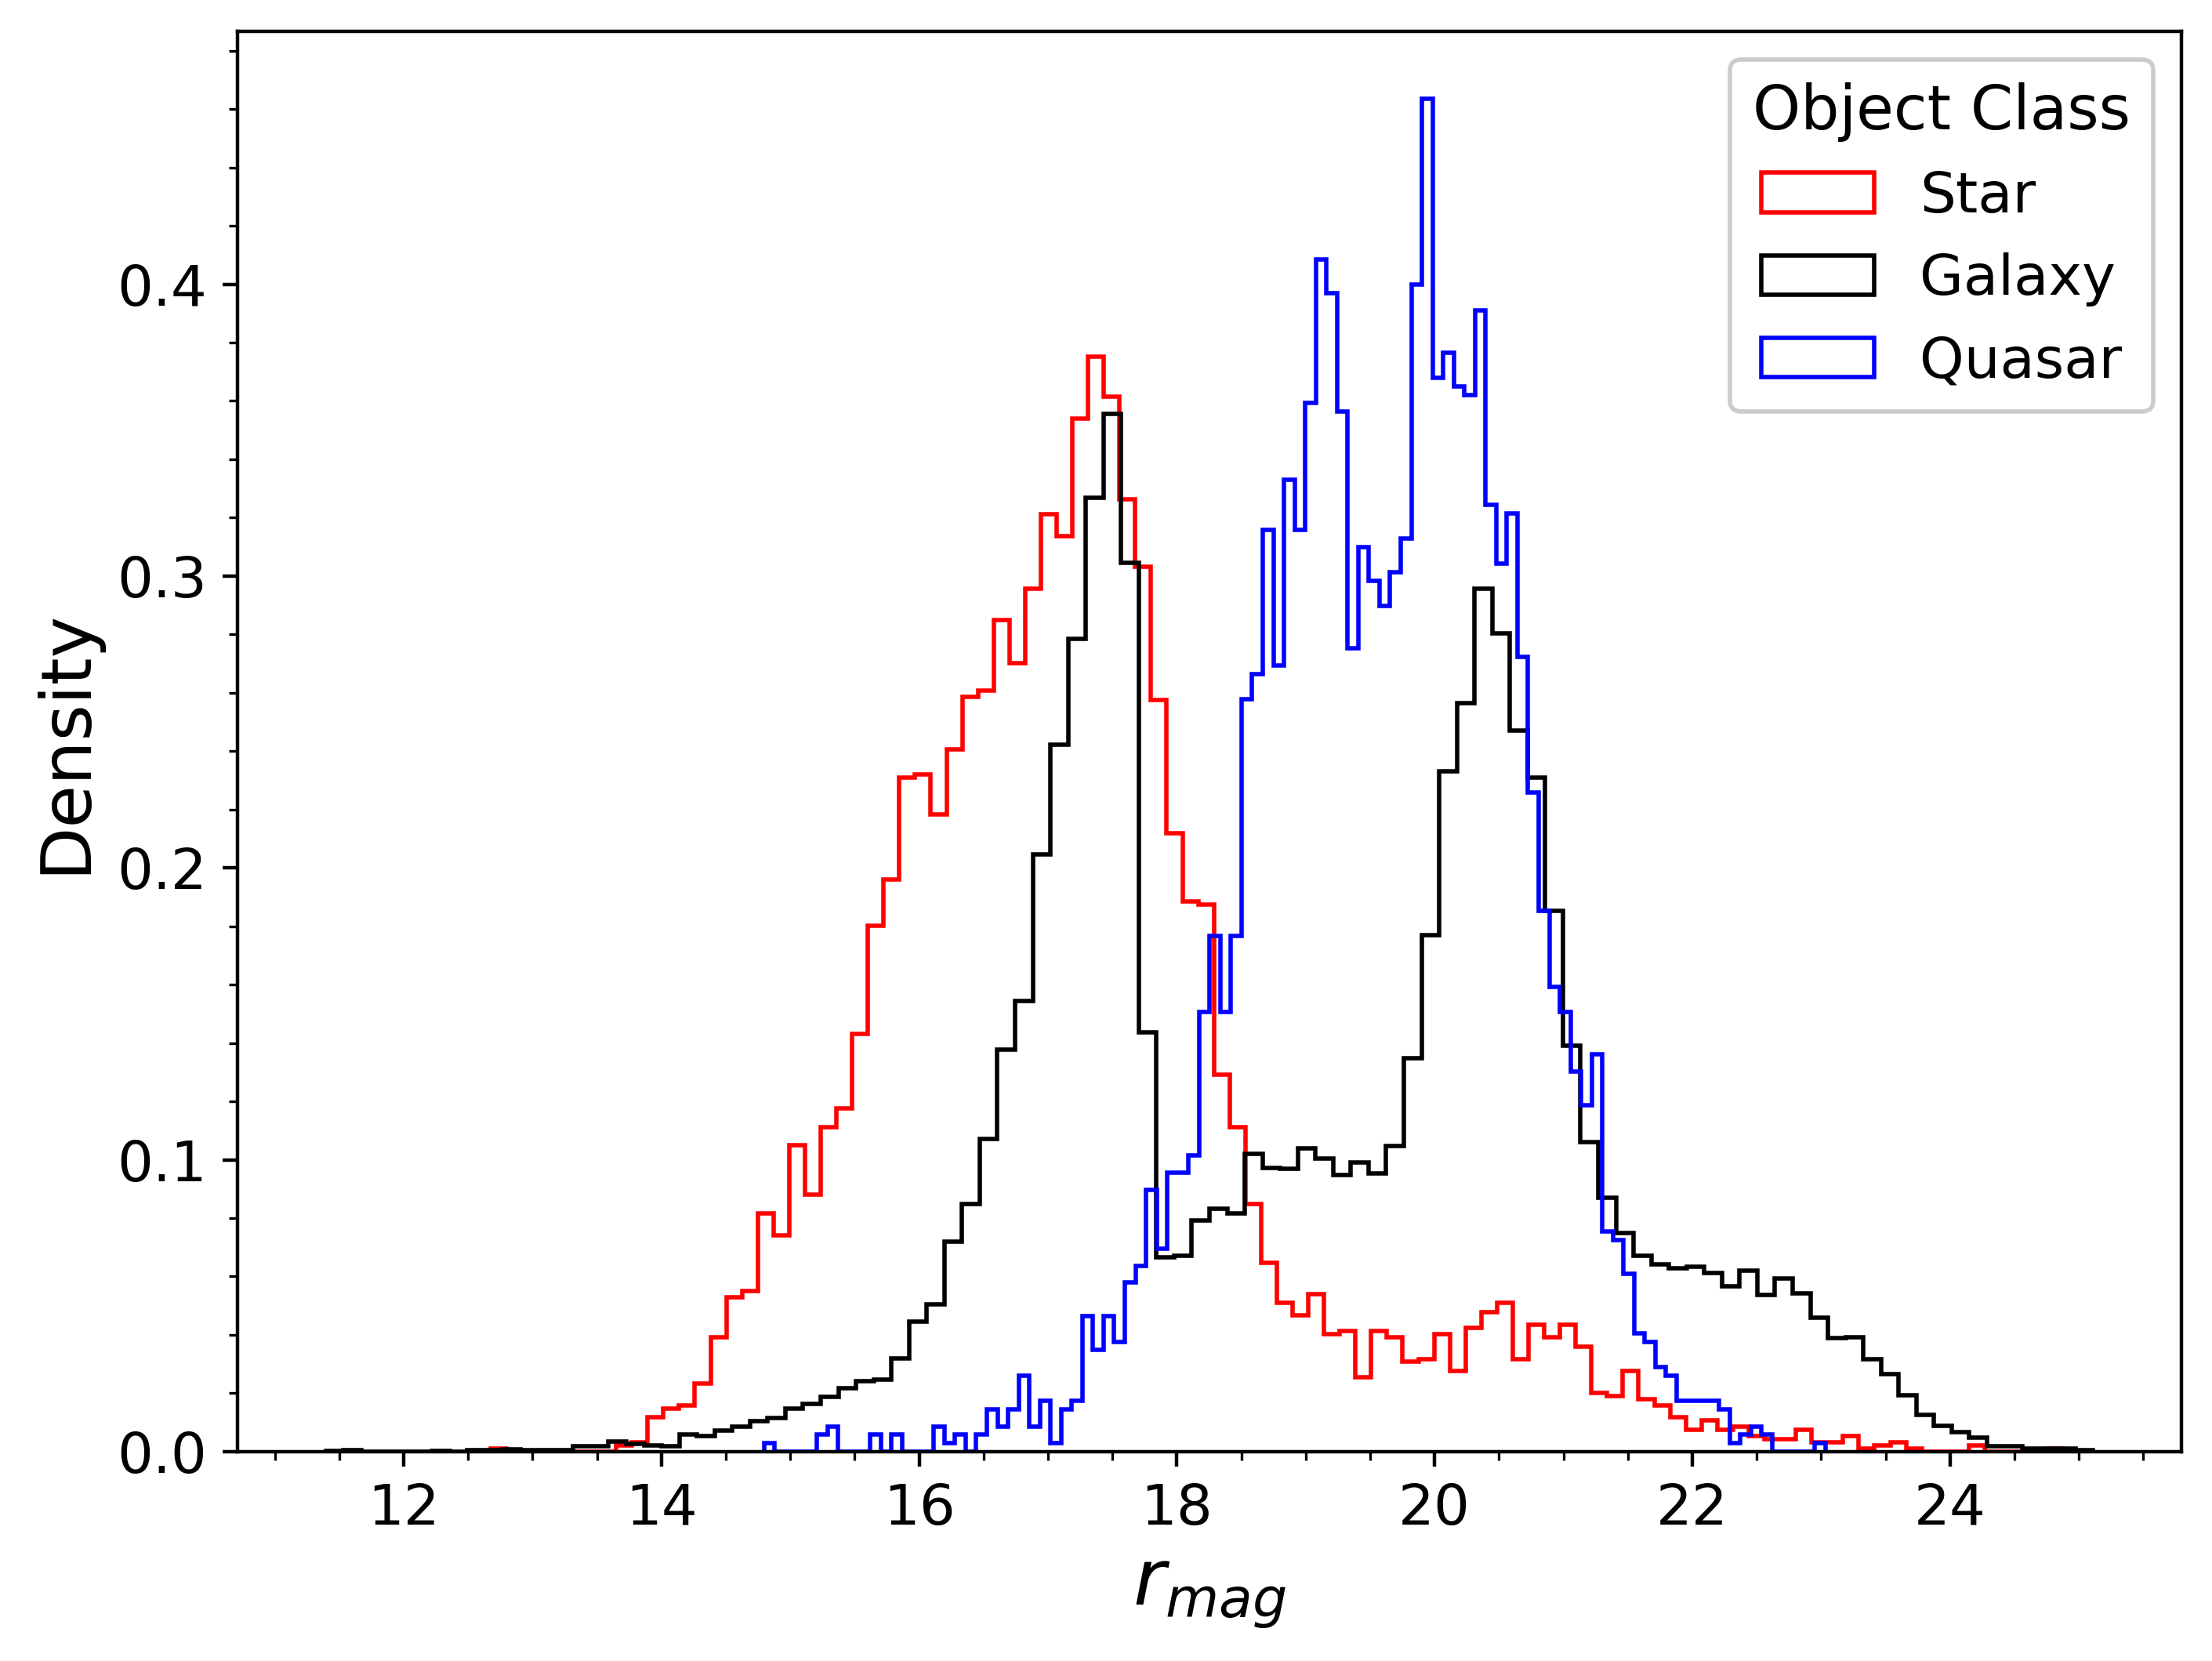 Object Class
Star
Galaxy
Quasar
Density
0.4
0.3
0.2
0.1
0.0
12 14 16 18 20 22 24
r_mag